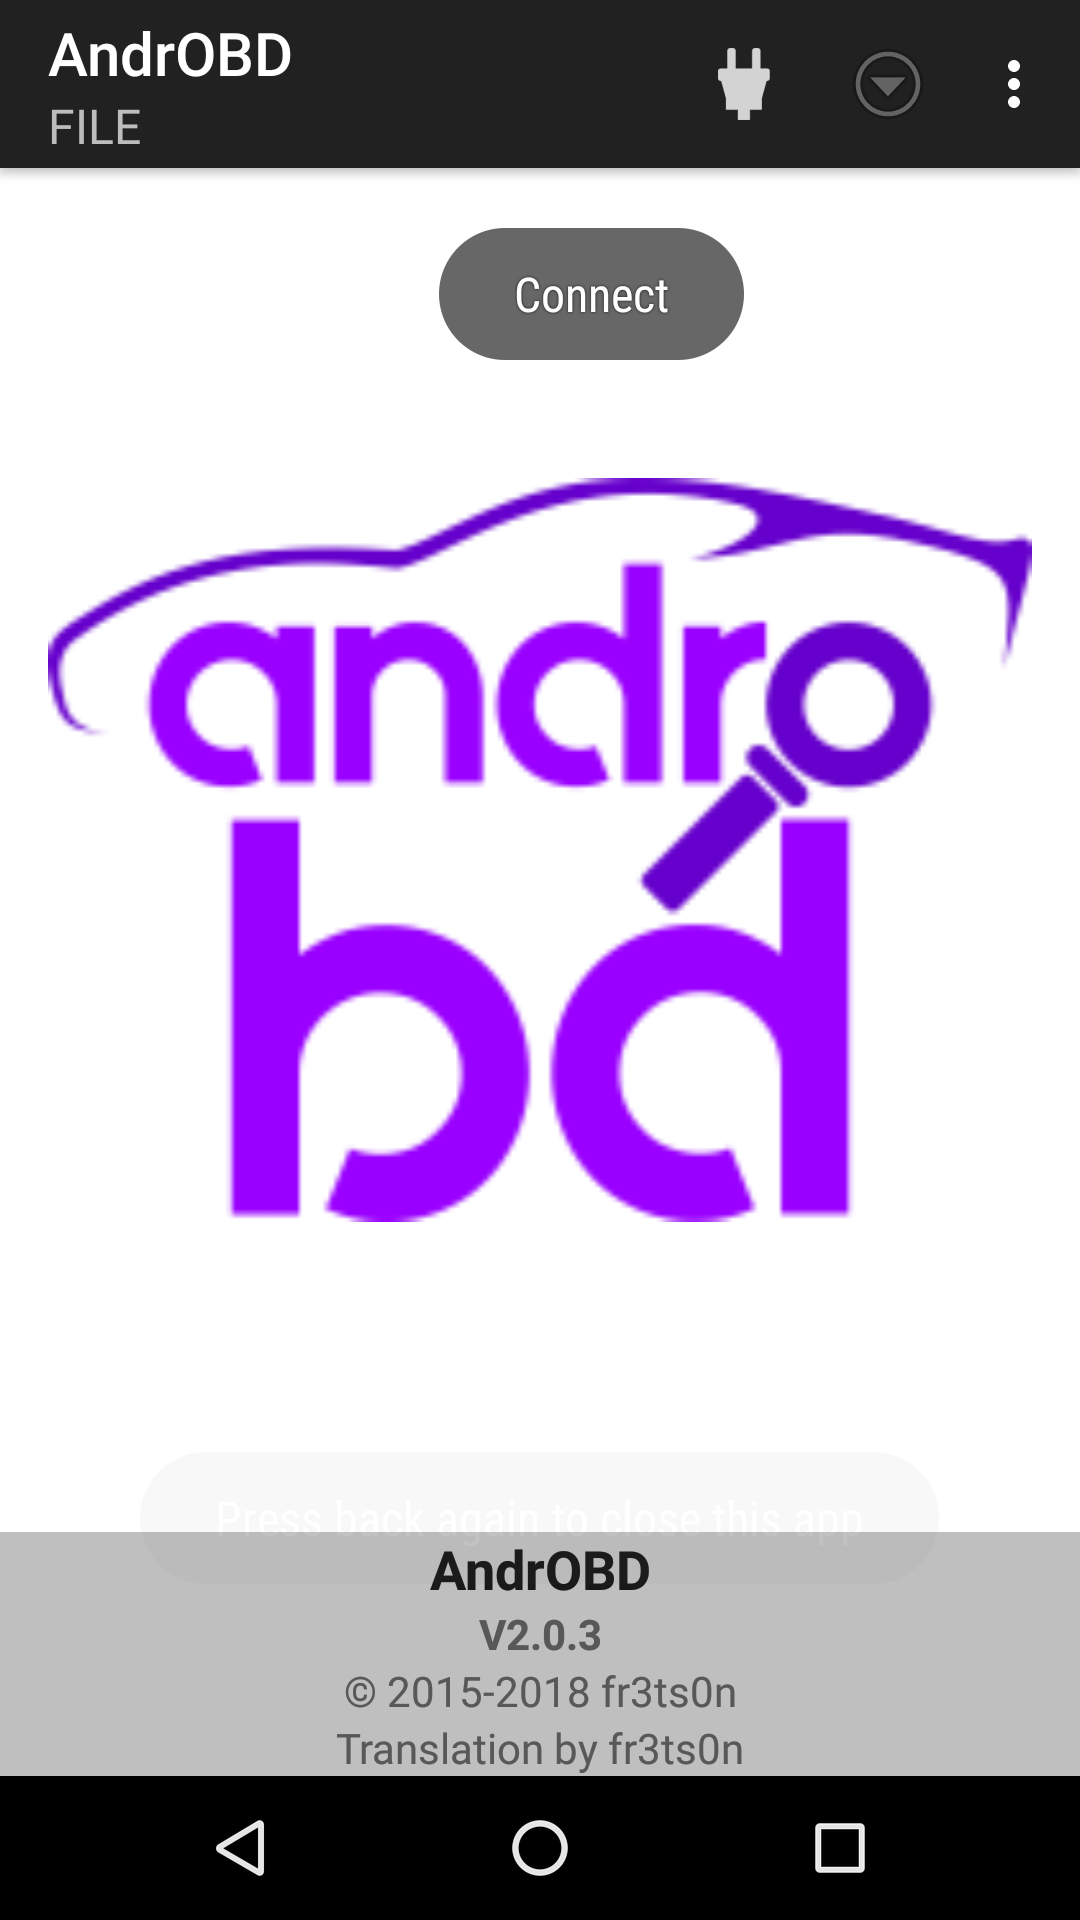 AndrOBD
FILE
Connect
andro
bd
Press back again to close this app
AndrOBD
V2.0.3
© 2015-2018 fr3ts0n
Translation by fr3ts0n